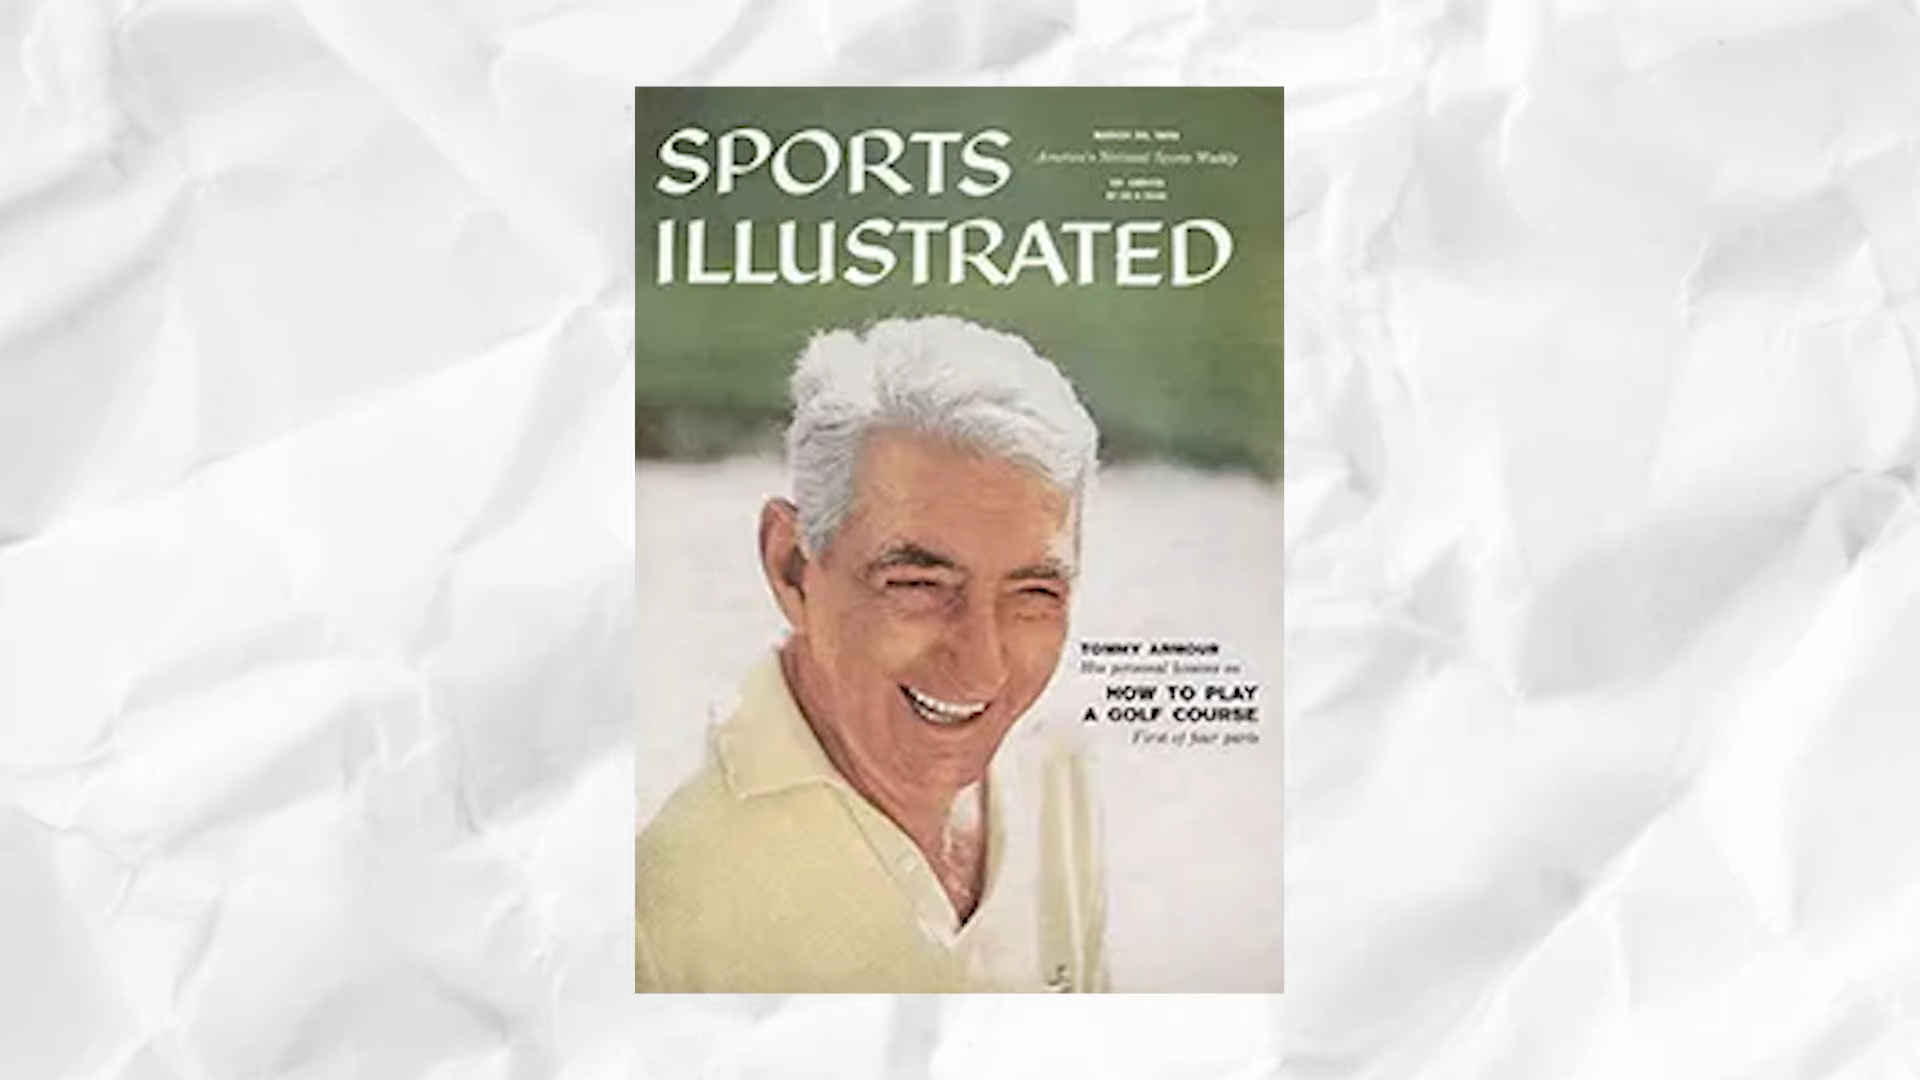 SPORTS
America's National Sports Weekly
ILLUSTRATED
TOMMY ARMOUR
His personal lessons on
HOW TO PLAY
A GOLF COURSE
First of four parts